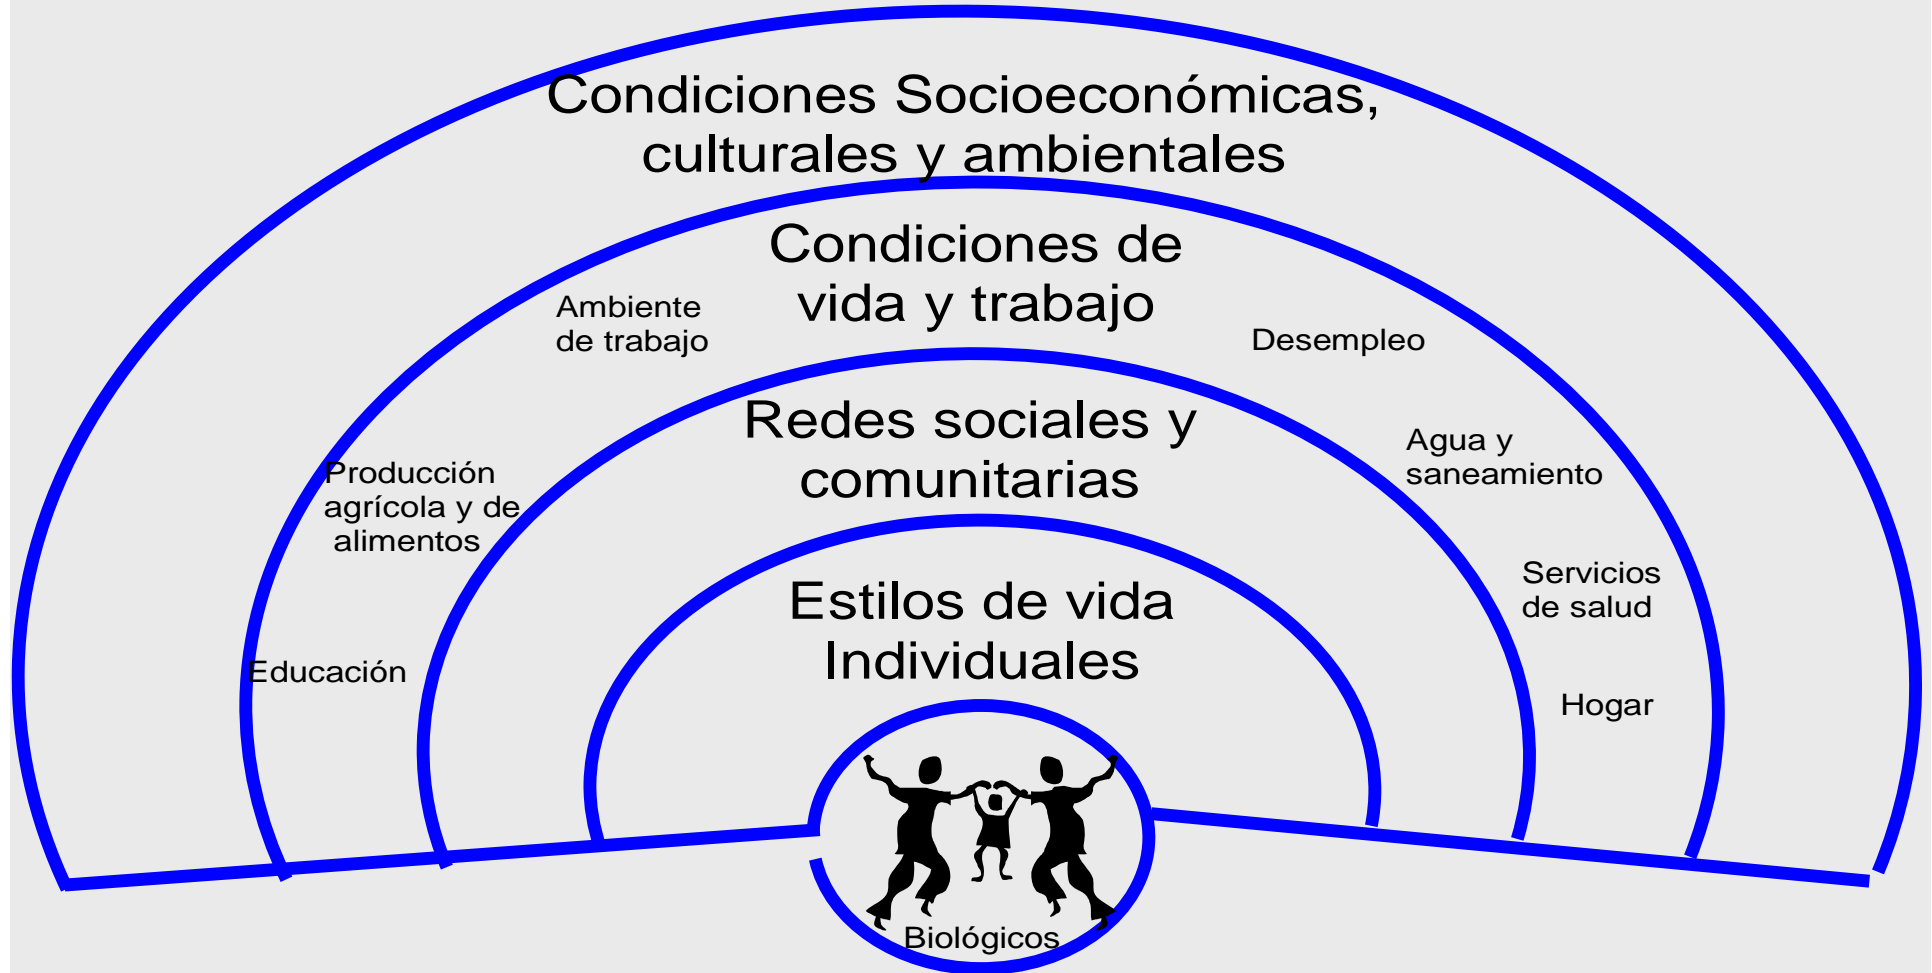 Condiciones Socioeconómicas,
culturales y ambientales
Condiciones de
vida y trabajo
Ambiente
de trabajo
Desempleo
Redes sociales y
comunitarias
Agua y
saneamiento
Producción
agrícola y de
alimentos
Servicios
de salud
Estilos de vida
Individuales
Educación
Hogar
Biológicos